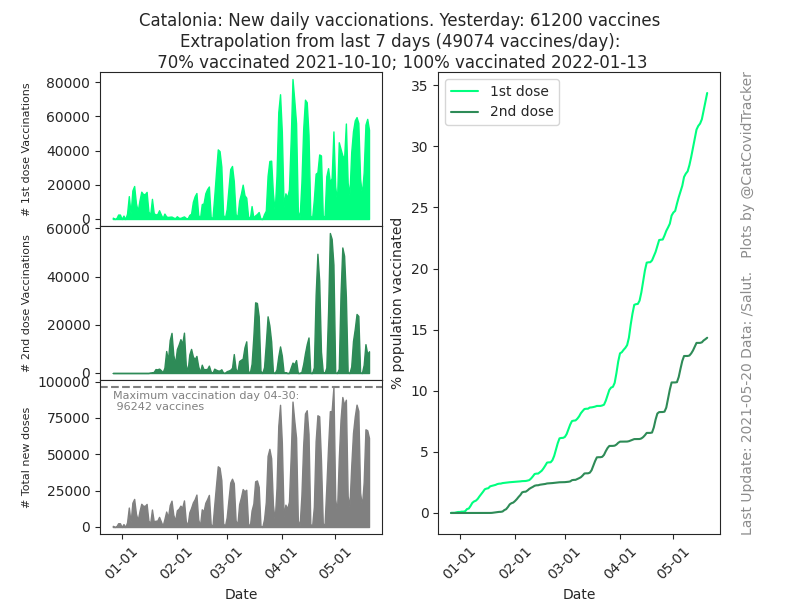 Catalonia: New daily vaccionations. Yesterday: 61200 vaccines
Extrapolation from last 7 days (49074 vaccines/day):
70% vaccinated 2021-10-10; 100% vaccinated 2022-01-13
# 1st dose Vaccinations
80000
60000
40000
20000
0
# 2nd dose Vaccinations
60000
40000
20000
0
# Total new doses
100000
75000
50000
25000
0
Maximum vaccination day 04-30:
96242 vaccines
01-01
02-01
03-01
04-01
05-01
Date
% population vaccinated
35
30
25
20
15
10
5
0
1st dose
2nd dose
01-01
02-01
03-01
04-01
05-01
Date
Last Update: 2021-05-20 Data: /Salut. Plots by @CatCovidTracker